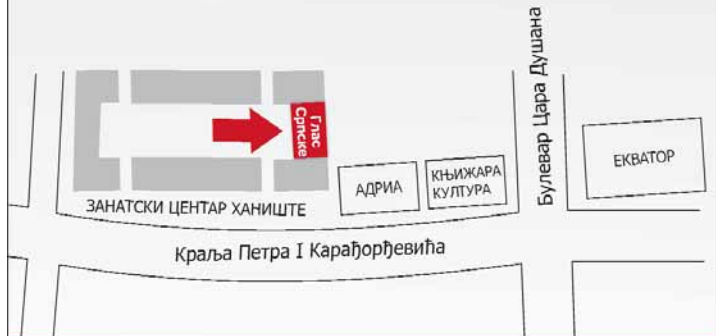 Глас
Српске
Булевар Цара Душана
ЕКВАТОР
АДРИА
КЊИЖАРА
КУЛТУРА
ЗАНАТСКИ ЦЕНТАР ХАНИШТЕ
Краља Петра I Карађорђевића